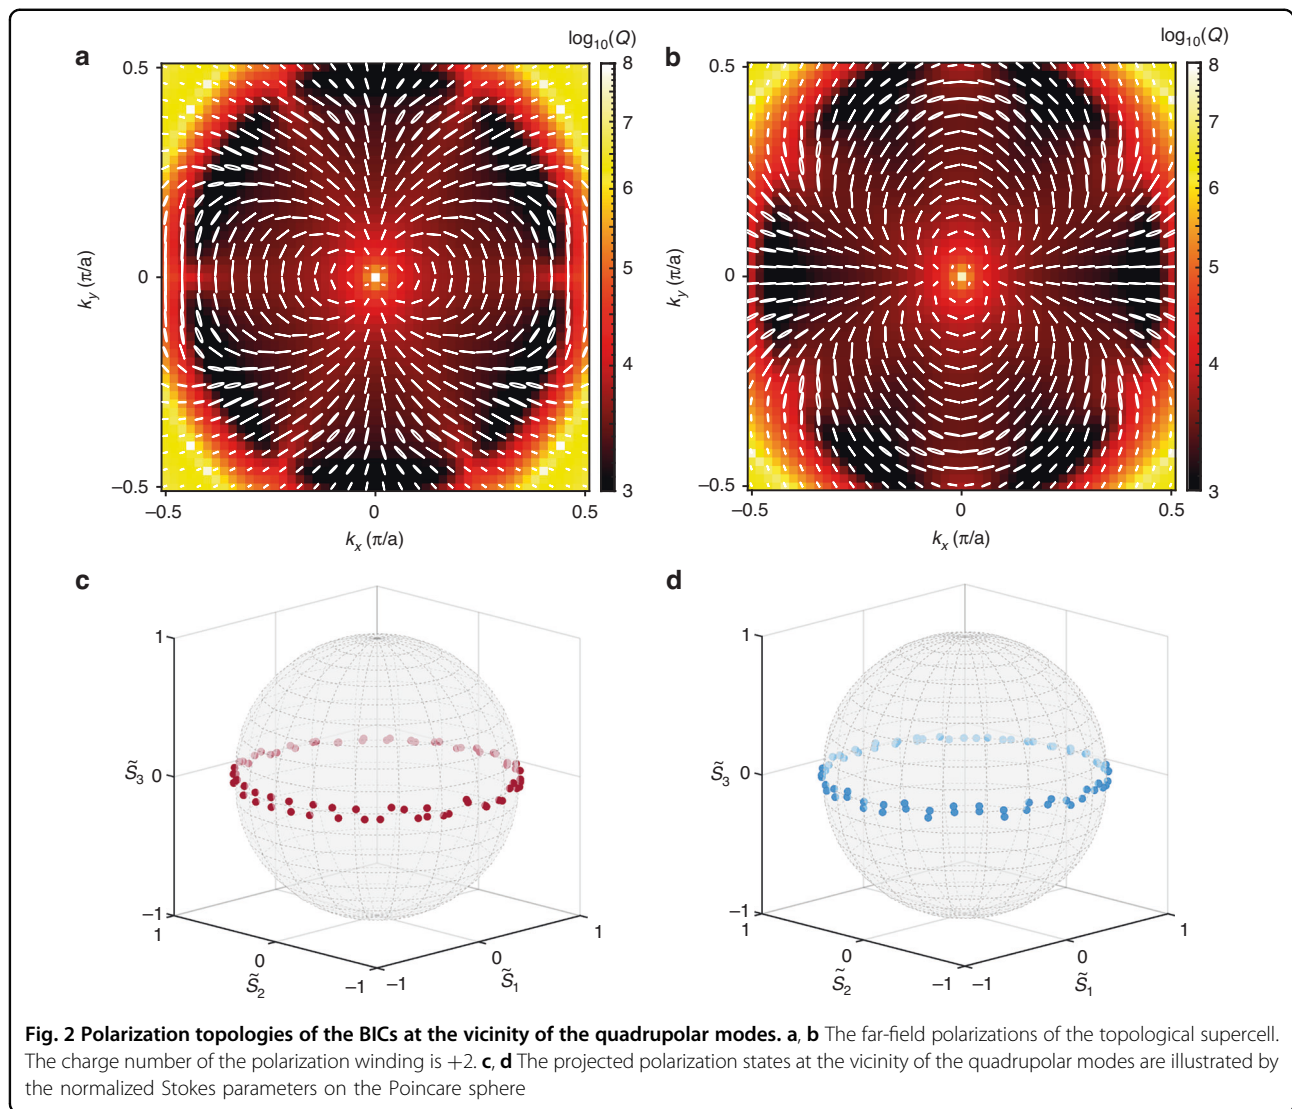 a
log₁₀(Q)
0.5
0
−0.5
k_y (π/a)
−0.5
0
0.5
k_x (π/a)
8
7
6
5
4
3
b
log₁₀(Q)
0.5
0
−0.5
k_y (π/a)
−0.5
0
0.5
k_x (π/a)
8
7
6
5
4
3
c
1
S̃₃ 0
−1
1
0
−1
S̃₂
−1
0
1
S̃₁
d
1
S̃₃ 0
−1
1
0
−1
S̃₂
−1
0
1
S̃₁
Fig. 2 Polarization topologies of the BICs at the vicinity of the quadrupolar modes. a, b The far-field polarizations of the topological supercell.
The charge number of the polarization winding is +2. c, d The projected polarization states at the vicinity of the quadrupolar modes are illustrated by
the normalized Stokes parameters on the Poincare sphere